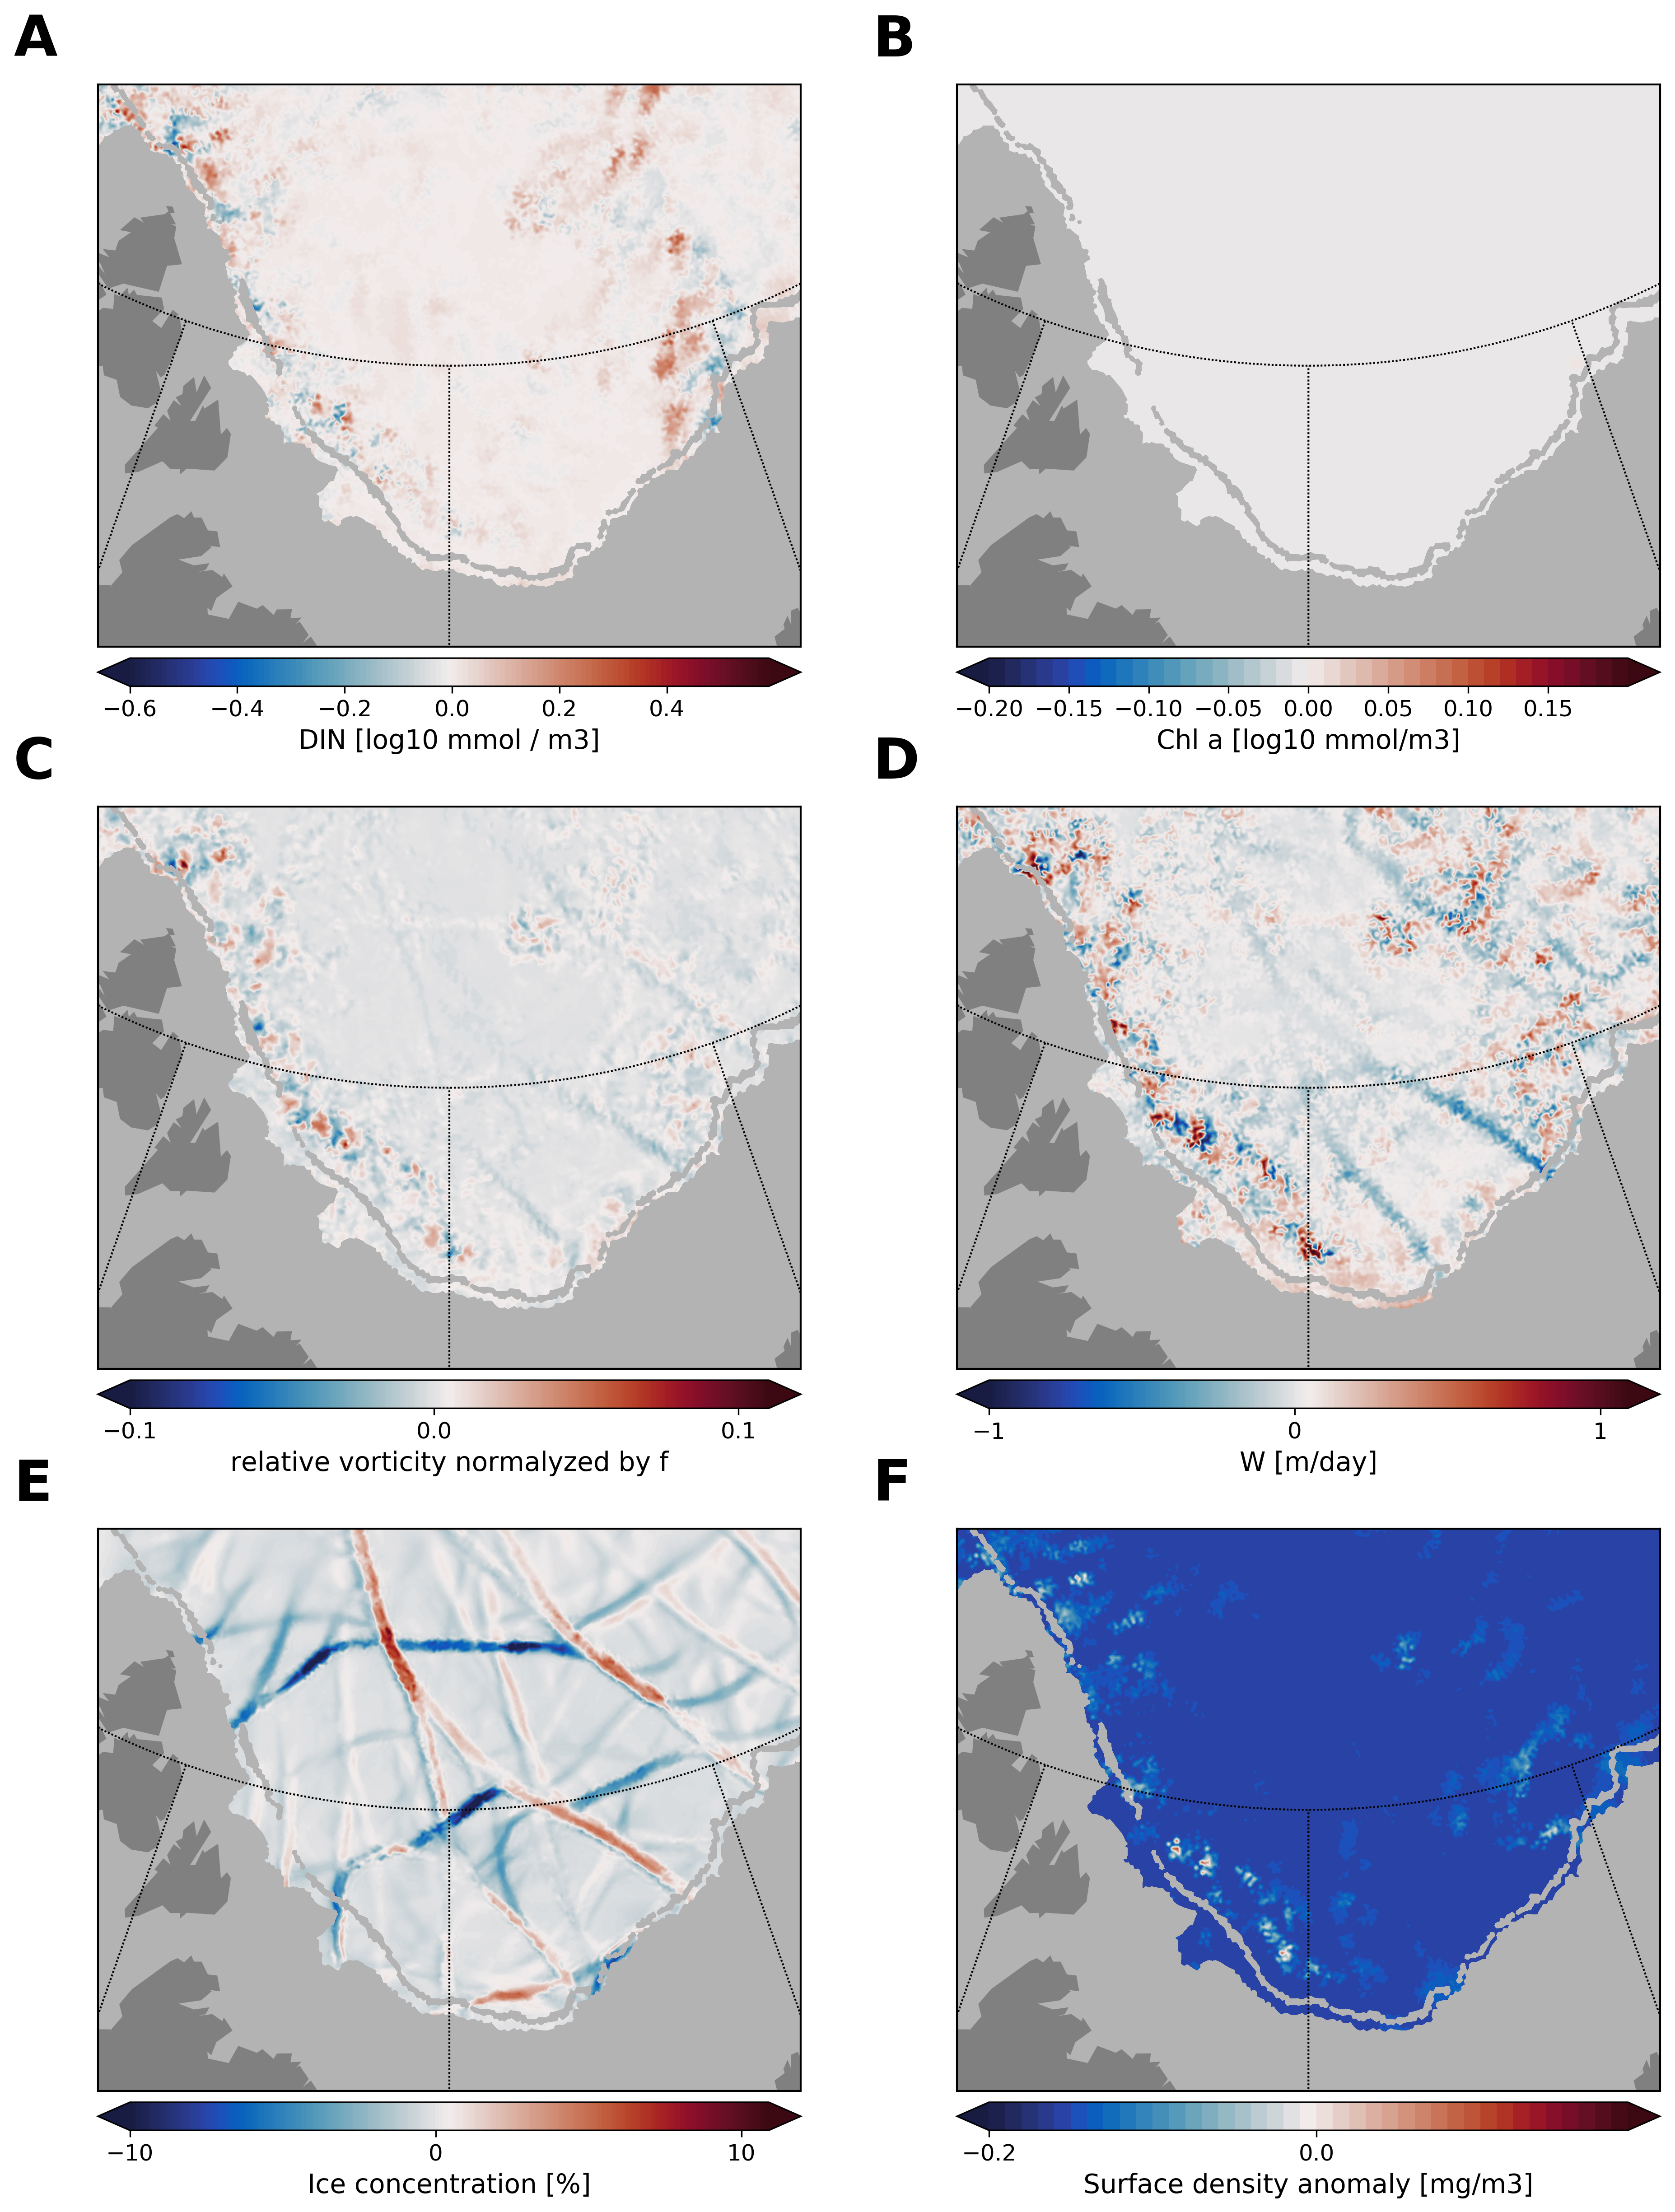 A
B
−0.6 −0.4 −0.2 0.0 0.2 0.4
DIN [log10 mmol / m3]
−0.20 −0.15 −0.10 −0.05 0.00 0.05 0.10 0.15
Chl a [log10 mmol/m3]
C
D
−0.1 0.0 0.1
relative vorticity normalyzed by f
−1 0 1
W [m/day]
E
F
−10 0 10
Ice concentration [%]
−0.2 0.0
Surface density anomaly [mg/m3]